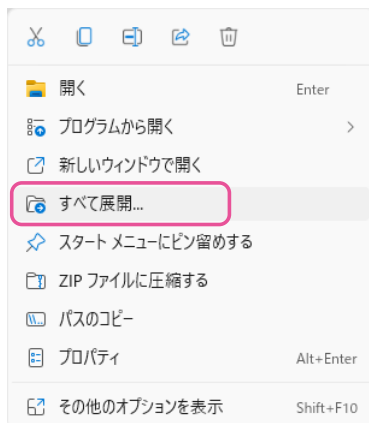 開く Enter
プログラムから開く
新しいウィンドウで開く
すべて展開...
スタート メニューにピン留めする
ZIP ファイルに圧縮する
パスのコピー
プロパティ Alt+Enter
その他のオプションを表示 Shift+F10